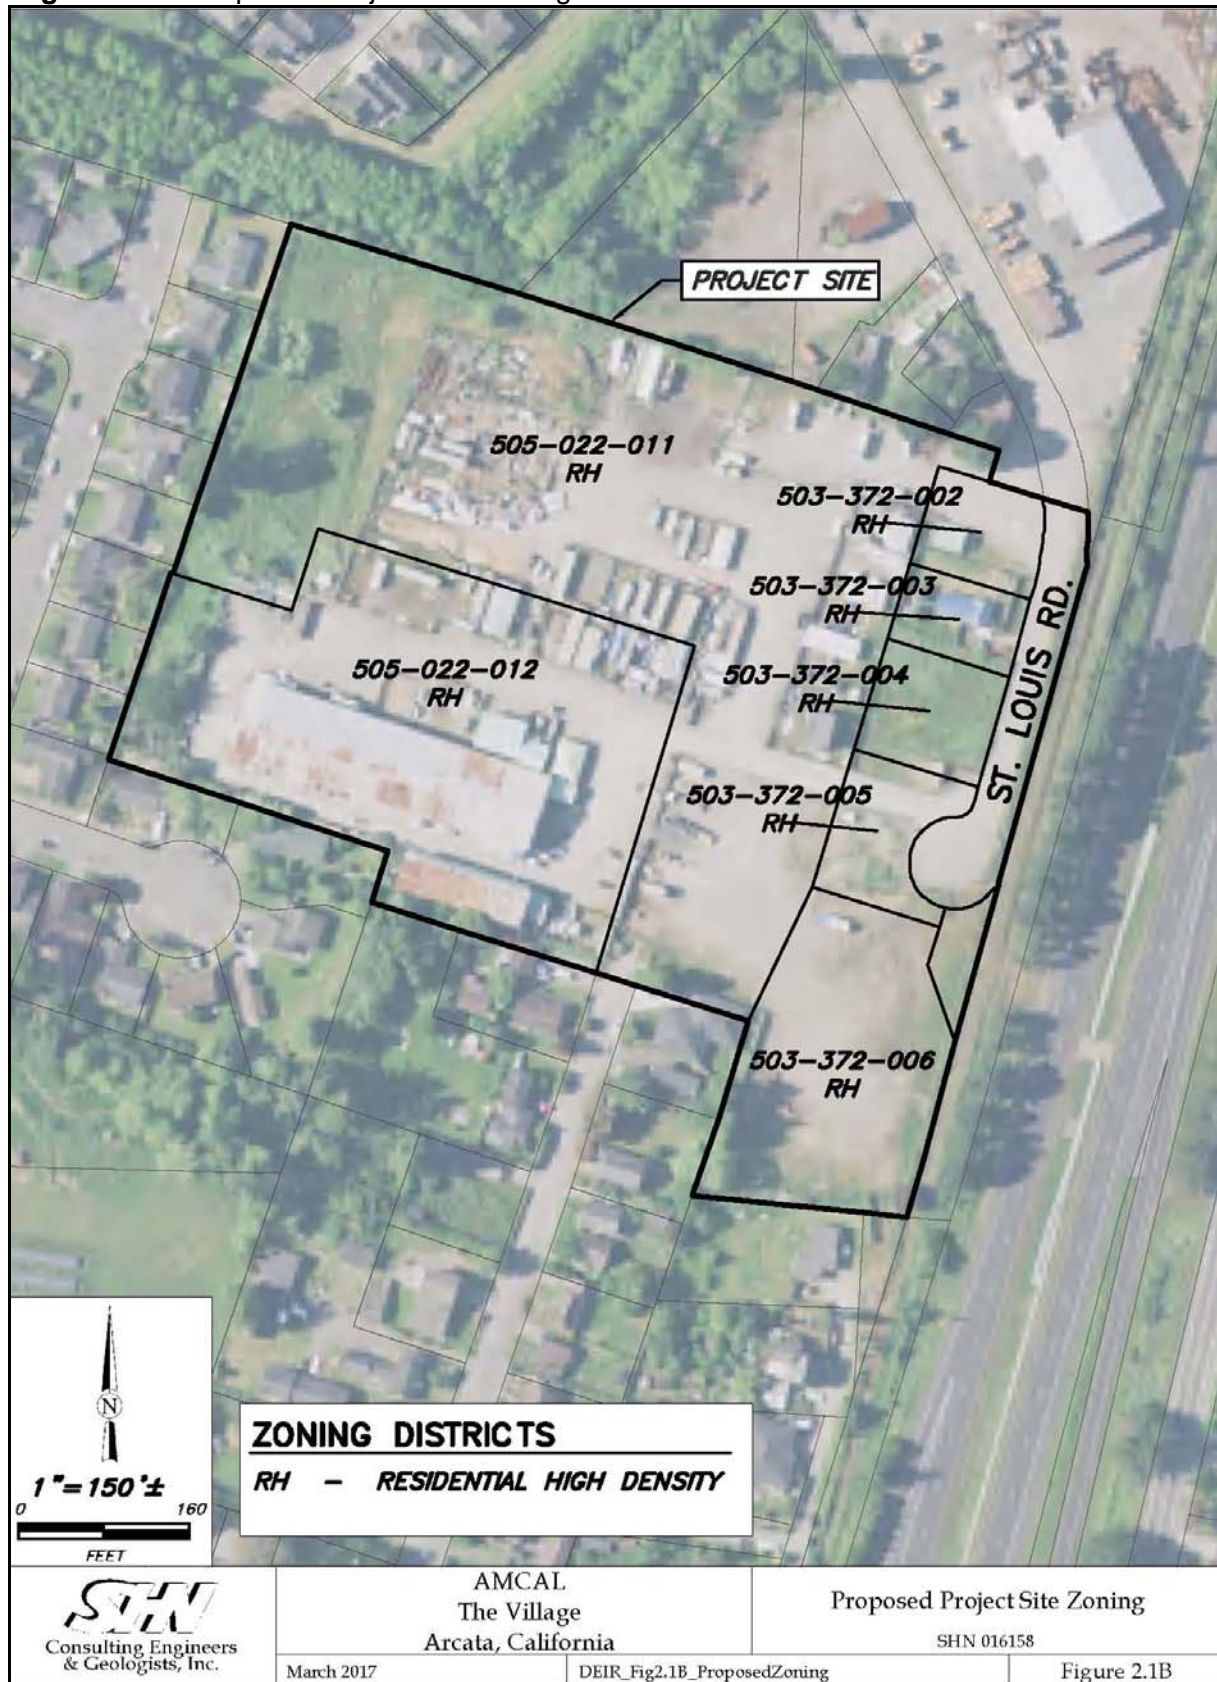 PROJECT SITE
505-022-011
RH
503-372-002
RH
503-372-003
RH
505-022-012
RH
503-372-004
RH
ST. LOUIS RD.
503-372-005
RH
503-372-006
RH
N
1"=150'±
0 160
FEET
ZONING DISTRICTS
RH - RESIDENTIAL HIGH DENSITY
SHN
Consulting Engineers
& Geologists, Inc.
AMCAL
The Village
Arcata, California
Proposed Project Site Zoning
SHN 016158
March 2017
DEIR_Fig2.1B_ProposedZoning
Figure 2.1B